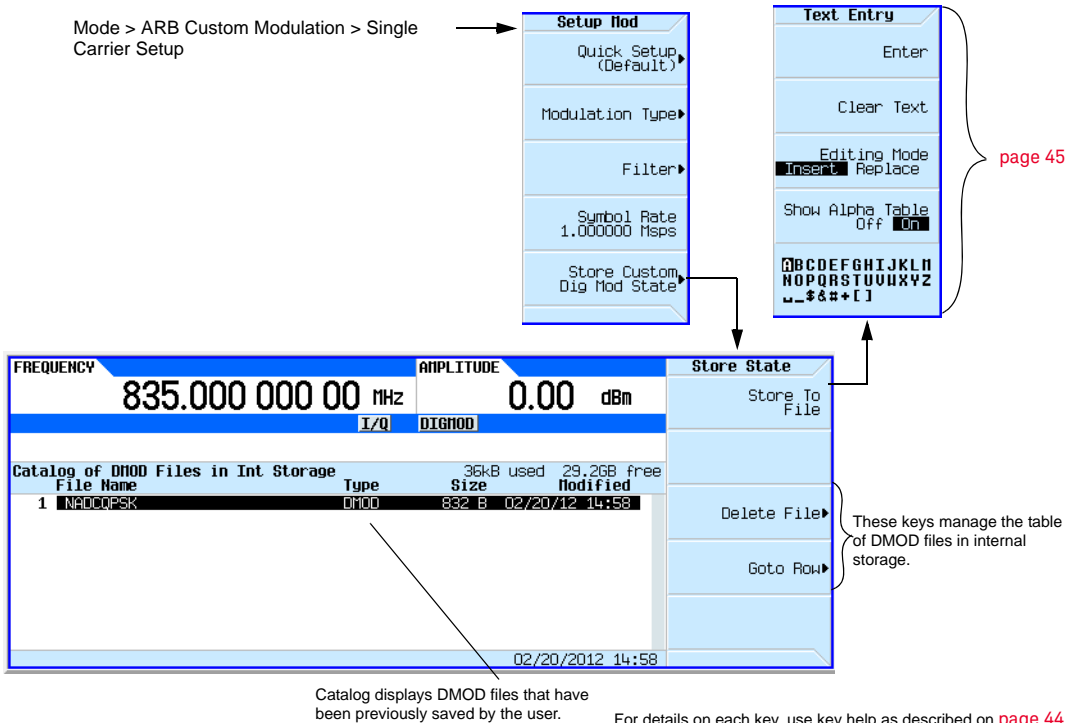 Mode > ARB Custom Modulation > Single
Carrier Setup
Setup Mod
Quick Setup
(Default)
Modulation Type
Filter
Symbol Rate
1.000000 Msps
Store Custom
Dig Mod State
Text Entry
Enter
Clear Text
Editing Mode
Insert Replace
Show Alpha Table
Off On
ABCDEFGHIJKLM
NOPQRSTUVWXYZ
␣_$&#+[]
page 45
FREQUENCY
835.000 000 00 MHz
AMPLITUDE
0.00 dBm
I/Q DIGMOD
Catalog of DMOD Files in Int Storage 36kB used 29.2GB free
File Name Type Size Modified
1 NADCQPSK DMOD 832 B 02/20/12 14:58
02/20/2012 14:58
Store State
Store To
File
Delete File
Goto Row
These keys manage the table
of DMOD files in internal
storage.
Catalog displays DMOD files that have
been previously saved by the user.
For details on each key, use key help as described on page 44